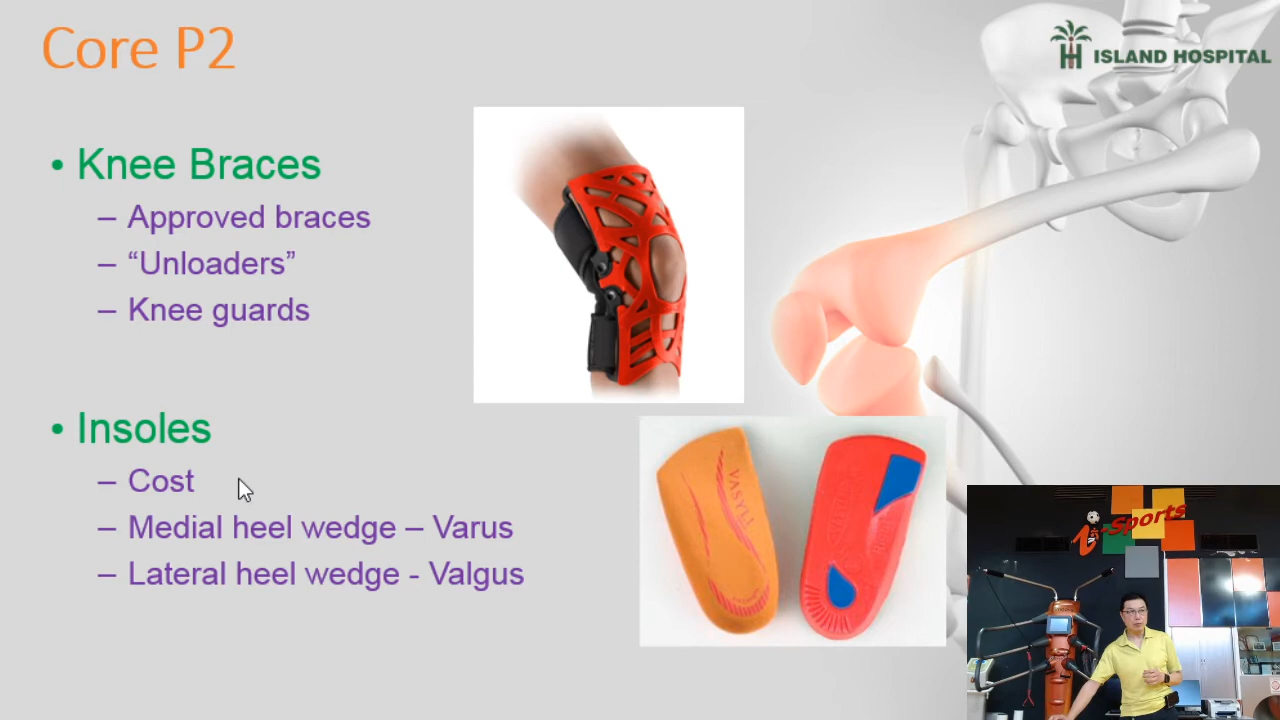 Core P2
ISLAND HOSPITAL
• Knee Braces
– Approved braces
– “Unloaders”
– Knee guards
• Insoles
– Cost
– Medial heel wedge – Varus
– Lateral heel wedge - Valgus
VASYLI
i-Sports